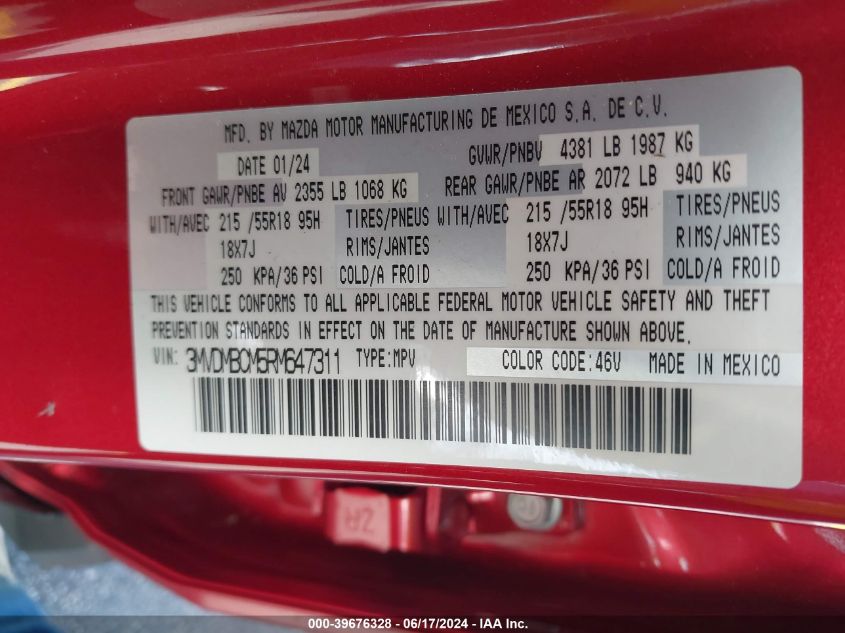 MFD. BY MAZDA MOTOR MANUFACTURING DE MEXICO S.A. DE C.V.
DATE 01/24 GVWR/PNBV 4381 LB 1987 KG
FRONT GAWR/PNBE AV 2355 LB 1068 KG REAR GAWR/PNBE AR 2072 LB 940 KG
WITH/AVEC 215 /55R18 95H TIRES/PNEUS WITH/AVEC 215 /55R18 95H TIRES/PNEUS
18X7J RIMS/JANTES 18X7J RIMS/JANTES
250 KPA/36 PSI COLD/A FROID 250 KPA/36 PSI COLD/A FROID
THIS VEHICLE CONFORMS TO ALL APPLICABLE FEDERAL MOTOR VEHICLE SAFETY AND THEFT
PREVENTION STANDARDS IN EFFECT ON THE DATE OF MANUFACTURE SHOWN ABOVE.
VIN: 3MVDMBCM5RM647311 TYPE:MPV COLOR CODE:46V MADE IN MEXICO
000-39676328 - 06/17/2024 - IAA Inc.